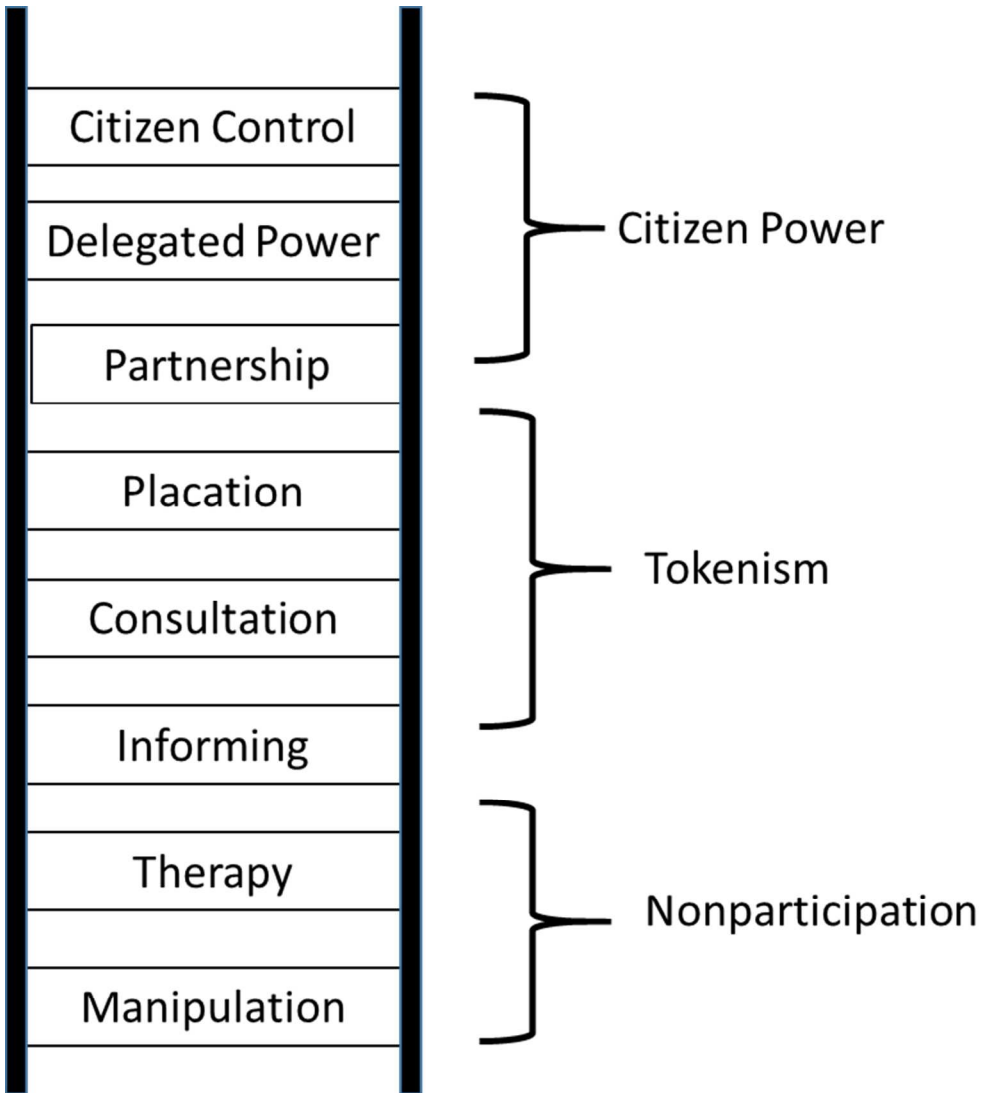 Citizen Control
Delegated Power
Partnership
Placation
Consultation
Informing
Therapy
Manipulation
Citizen Power
Tokenism
Nonparticipation